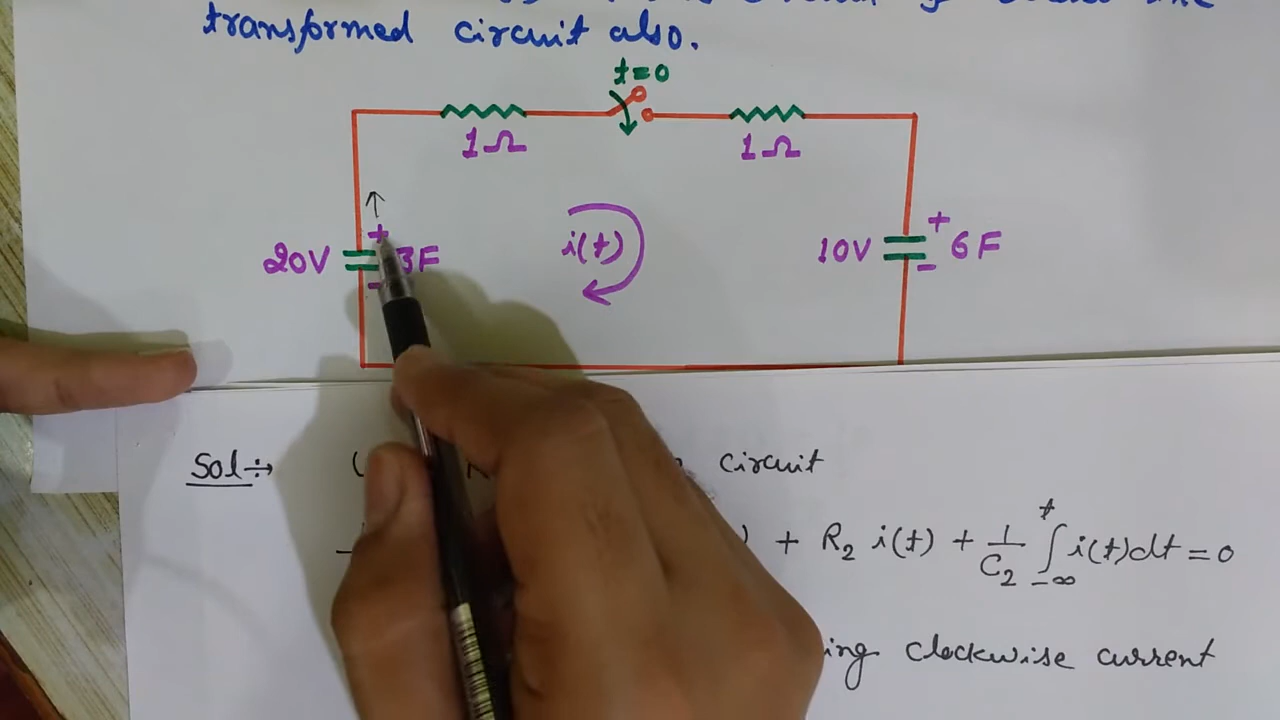 transformed circuit also.
t=0
1Ω
1Ω
+
+
20V
3F
i(t)
10V
6F
-
-
Sol÷
circuit
+ R₂ i(t) + 1/C₂ ∫_{-∞}^{t} i(t)dt = 0
ing clockwise current